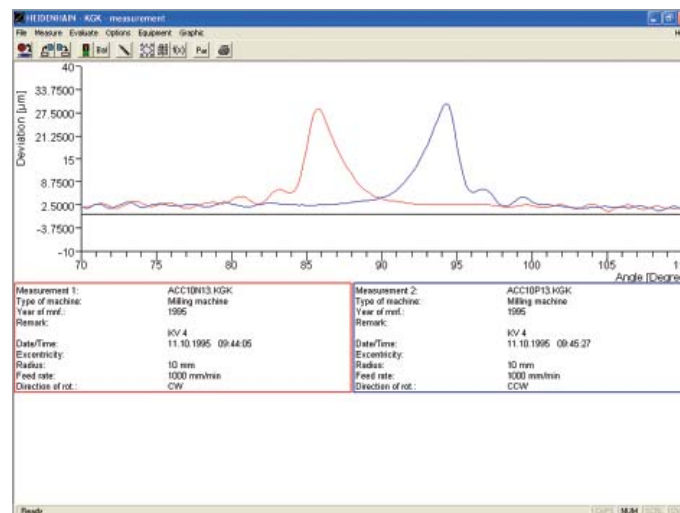 HEIDENHAIN - KGK - measurement
File Measure Evaluate Options Equipment Graphic
Bal f(x) Par
Deviation [µm]
40
33.7500
27.5000
21.2500
15
8.7500
2.5000
-3.7500
-10
70 75 80 85 90 95 100 105
Angle [Degree
Measurement 1: ACC10N13.KGK
Type of machine: Milling machine
Year of mnf.: 1995
Remark:
KV 4
Date/Time: 11.10.1995 09:44:05
Excentricity:
Radius: 10 mm
Feed rate: 1000 mm/min
Direction of rot.: CW
Measurement 2: ACC10P13.KGK
Type of machine: Milling machine
Year of mnf.: 1995
Remark:
KV 4
Date/Time: 11.10.1995 09:45:27
Excentricity:
Radius: 10 mm
Feed rate: 1000 mm/min
Direction of rot.: CCW
Ready
NUM